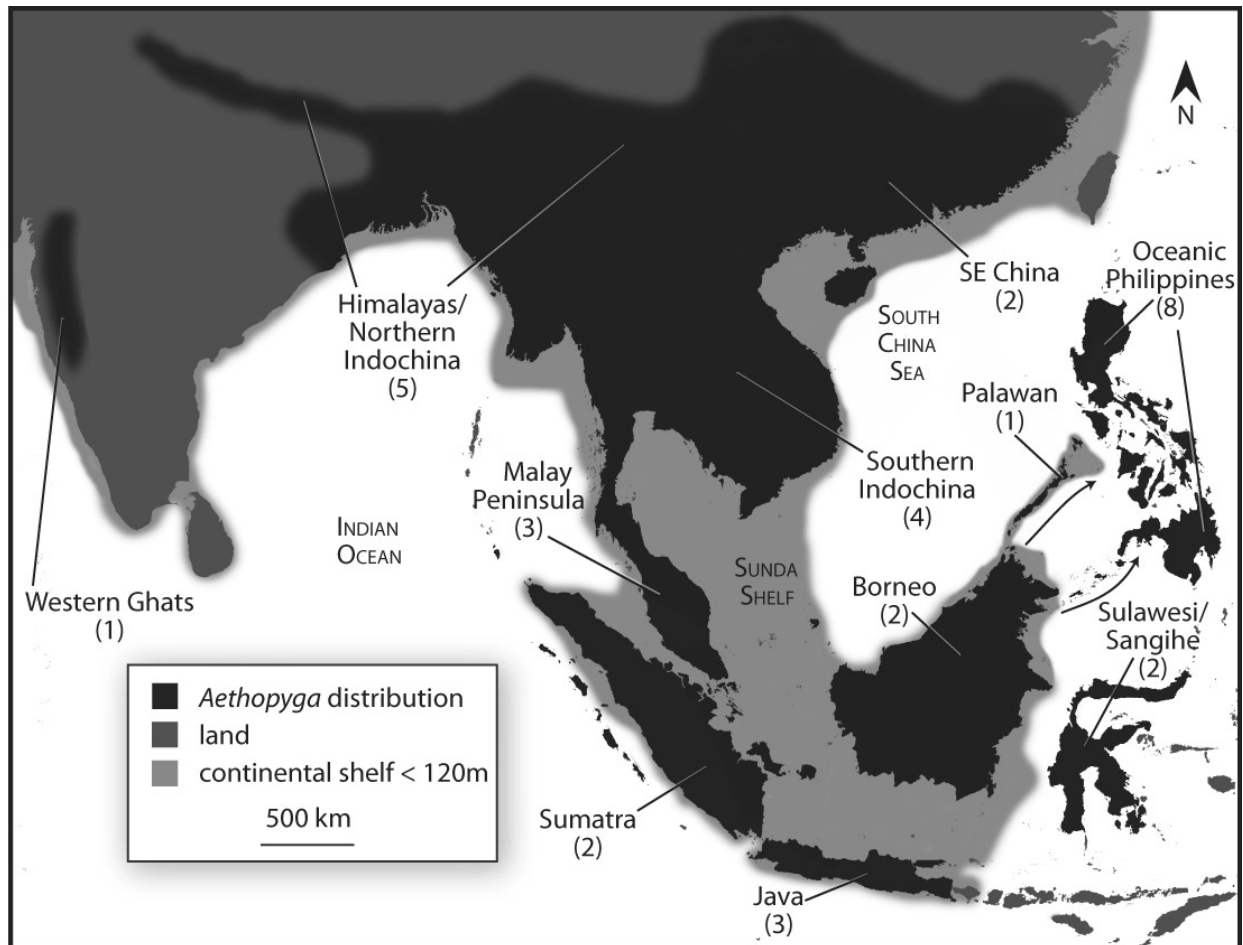 N
Oceanic
Philippines
(8)
SE China
(2)
Himalayas/
Northern
Indochina
(5)
SOUTH
CHINA
SEA
Palawan
(1)
Malay
Peninsula
(3)
Southern
Indochina
(4)
INDIAN
OCEAN
SUNDA
SHELF
Borneo
(2)
Western Ghats
(1)
Sulawesi/
Sangihe
(2)
Aethopyga distribution
land
continental shelf < 120m
500 km
Sumatra
(2)
Java
(3)